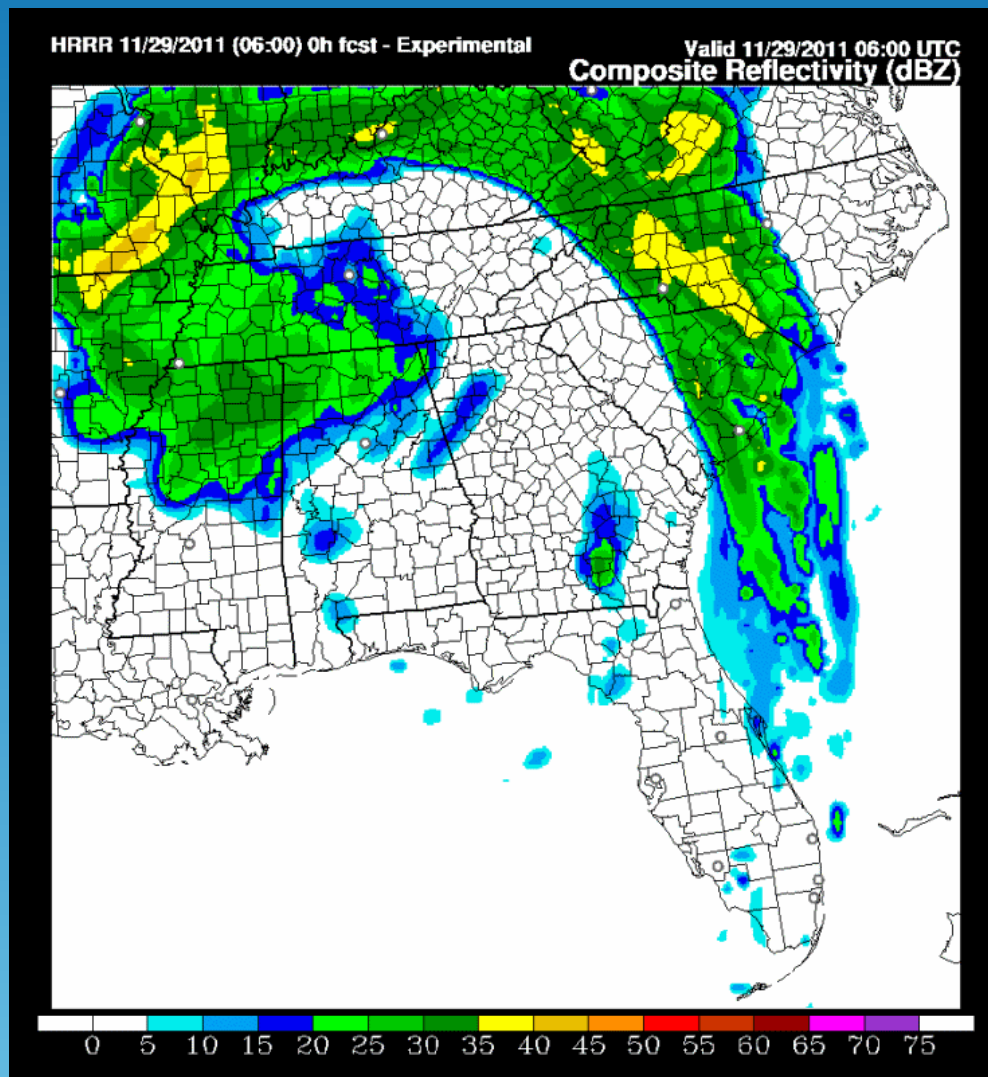 HRRR 11/29/2011 (06:00) 0h fcst - Experimental
Valid 11/29/2011 06:00 UTC
Composite Reflectivity (dBZ)
0 5 10 15 20 25 30 35 40 45 50 55 60 65 70 75